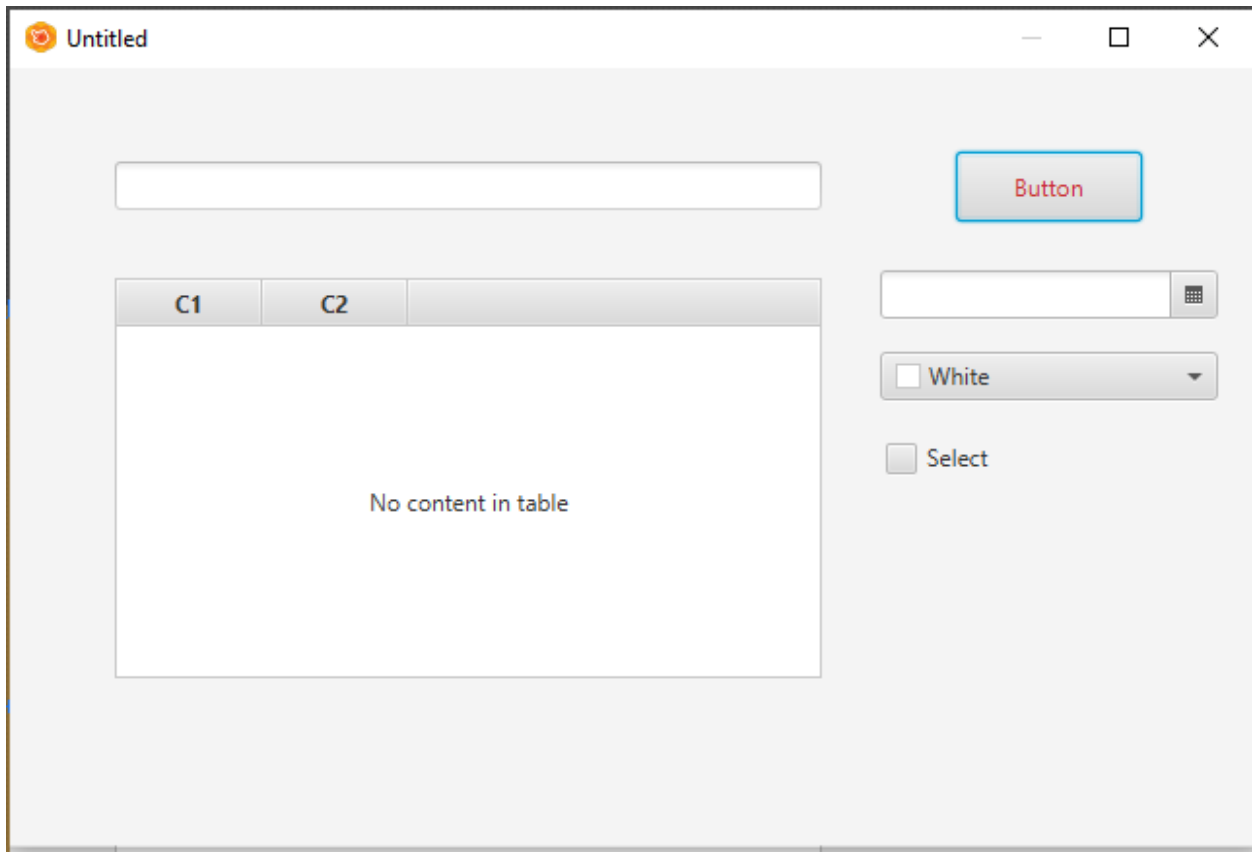 Untitled
Button
C1 C2
White
Select
No content in table